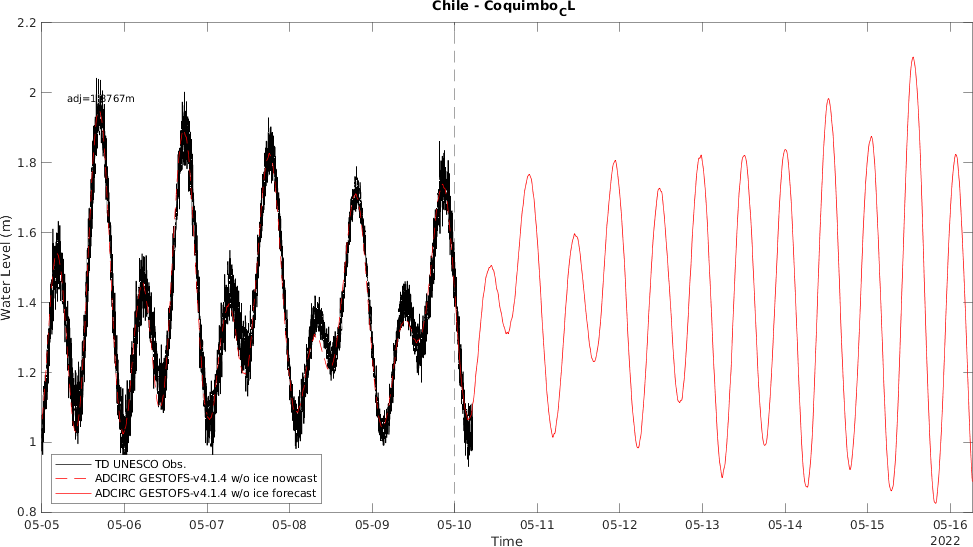 Chile - Coquimbo_CL
2.2
2
1.8
1.6
1.4
1.2
1
0.8
Water Level (m)
TD UNESCO Obs.
ADCIRC GESTOFS-v4.1.4 w/o ice nowcast
ADCIRC GESTOFS-v4.1.4 w/o ice forecast
05-05 05-06 05-07 05-08 05-09 05-10 05-11 05-12 05-13 05-14 05-15 05-16
Time
2022